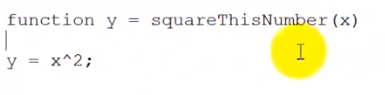 function y = squareThisNumber(x)
y = x^2;